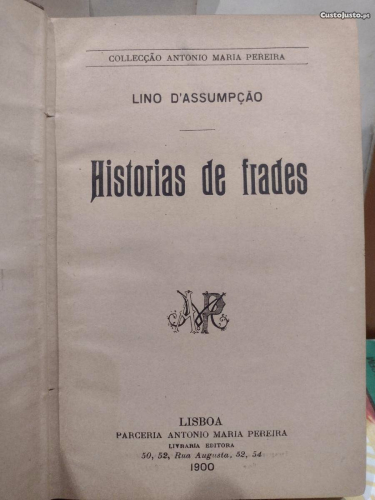 CustoJusto.pt
COLLECÇÃO ANTONIO MARIA PEREIRA
LINO D'ASSUMPÇÃO
Historias de frades
LISBOA
PARCERIA ANTONIO MARIA PEREIRA
LIVRARIA EDITORA
50, 52, Rua Augusta, 52, 54
1900